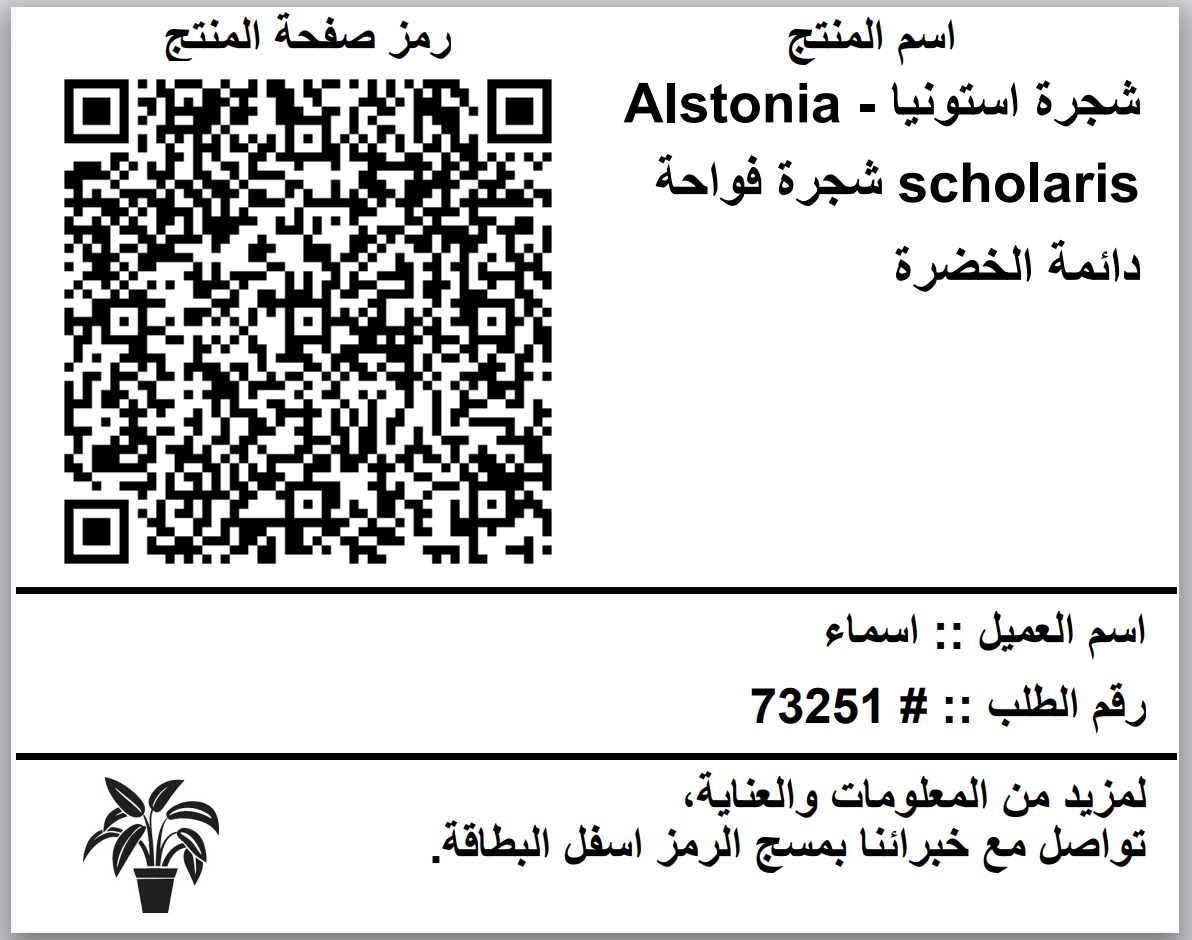 اسم المنتج
شجرة استونيا - Alstonia
scholaris شجرة فواحة
دائمة الخضرة
رمز صفحة المنتج
اسم العميل :: اسماء
رقم الطلب :: # 73251
لمزيد من المعلومات والعناية،
تواصل مع خبرائنا بمسح الرمز اسفل البطاقة.